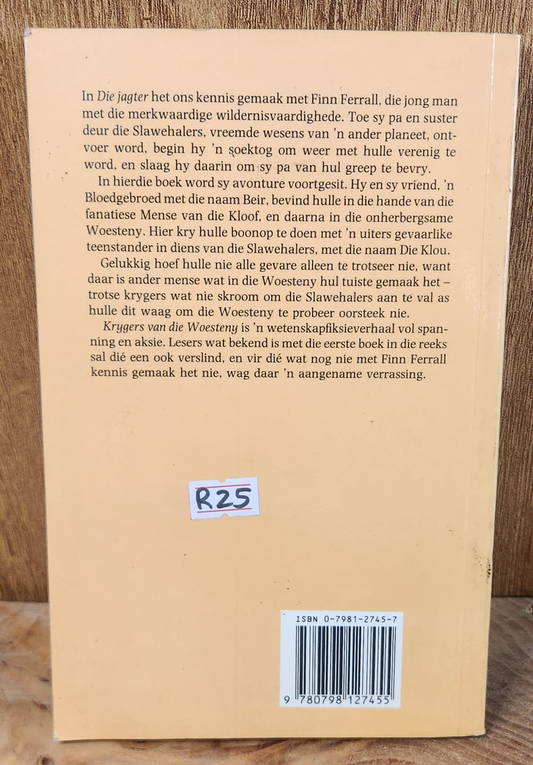 In Die jagter het ons kennis gemaak met Finn Ferrall, die jong man
met die merkwaardige wildernisvaardighede. Toe sy pa en suster
deur die Slawehalers, vreemde wesens van 'n ander planeet, ont-
voer word, begin hy 'n soektog om weer met hulle verenig te
word, en slaag hy daarin om sy pa van hul greep te bevry.
In hierdie boek word sy avonture voortgesit. Hy en sy vriend, 'n
Bloedgebroed met die naam Beir, bevind hulle in die hande van die
fanatiese Mense van die Kloof, en daarna in die onherbergsame
Woesteny. Hier kry hulle boonop te doen met 'n uiters gevaarlike
teenstander in diens van die Slawehalers, met die naam Die Klou.
Gelukkig hoef hulle nie alle gevare alleen te trotseer nie, want
daar is ander mense wat in die Woesteny hul tuiste gemaak het –
trotse krygers wat nie skroom om die Slawehalers aan te val as
hulle dit waag om die Woesteny te probeer oorsteek nie.
Krygers van die Woesteny is 'n wetenskapfiksieverhaal vol span-
ning en aksie. Lesers wat bekend is met die eerste boek in die reeks
sal dié een ook verslind, en vir dié wat nog nie met Finn Ferrall
kennis gemaak het nie, wag daar 'n aangename verrassing.
R25
ISBN 0-7981-2745-7
9 780798 127455